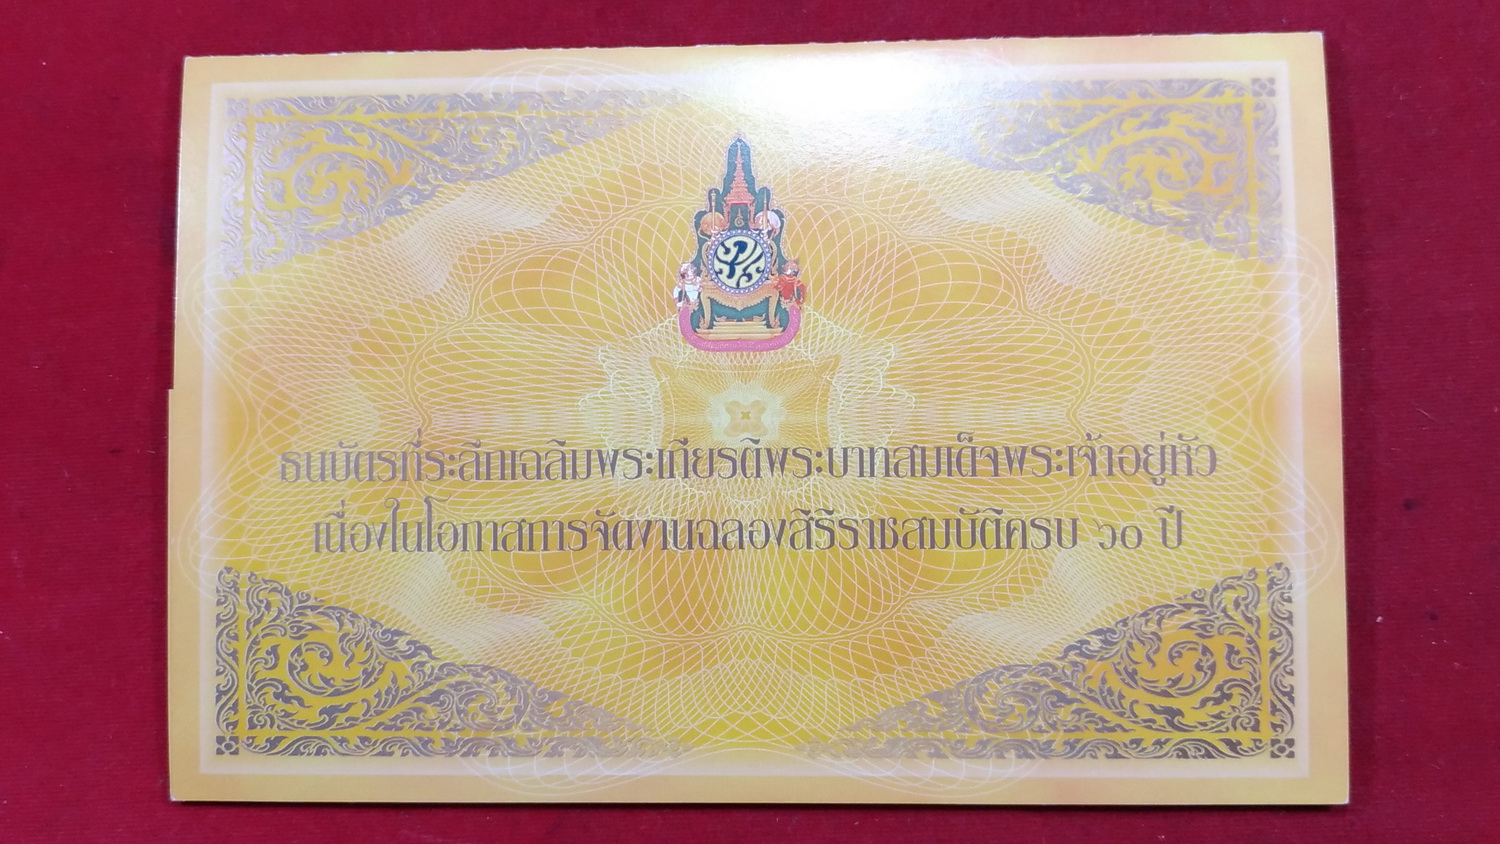 ธนบัตรที่ระลึกเฉลิมพระเกียรติพระบาทสมเด็จพระเจ้าอยู่หัว
เนื่องในโอกาสการจัดงานฉลองสิริราชสมบัติครบ ๖๐ ปี